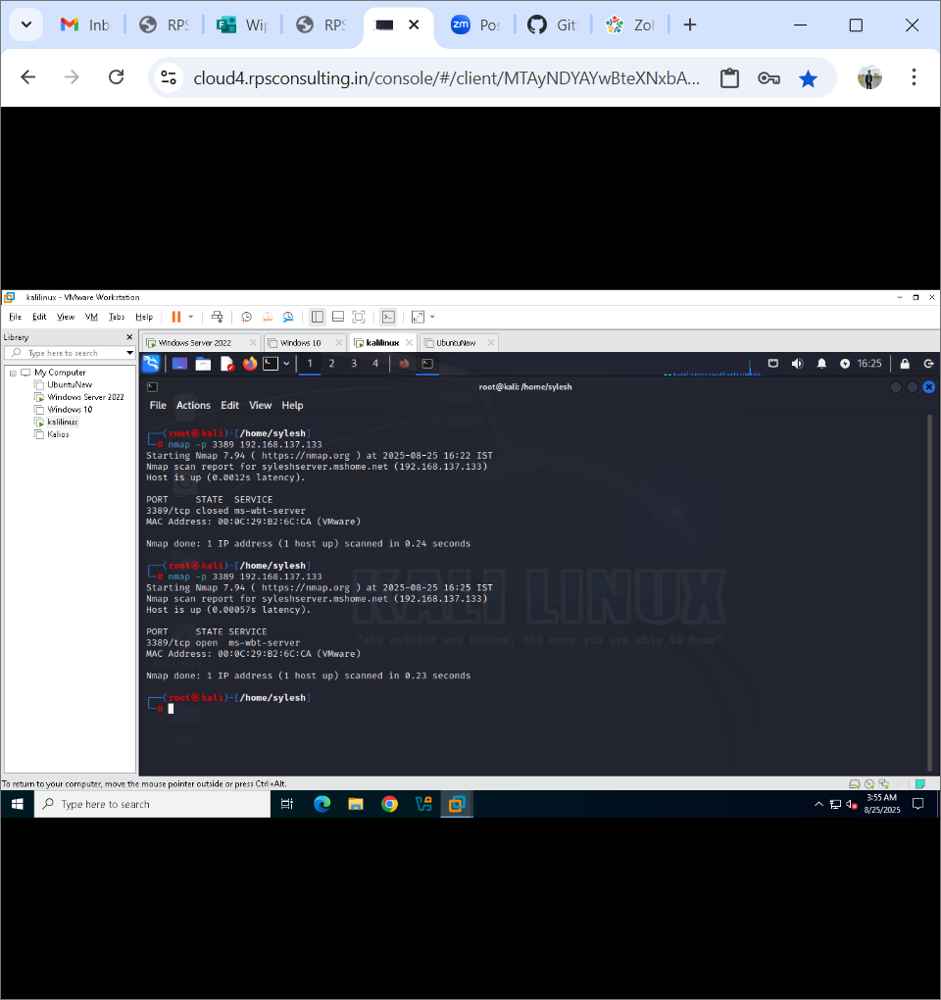 Inb
RPS
Wip
RPS
zm
Pos
Git
Zol
cloud4.rpsconsulting.in/console/#/client/MTAyNDYAYwBteXNxbA...
kalilinux - VMware Workstation
File Edit View VM Tabs Help
Library
Type here to search
My Computer
UbuntuNew
Windows Server 2022
Windows 10
kalilinux
Kalios
Windows Server 2022
Windows 10
kalilinux
UbuntuNew
1 2 3 4
16:25
root@kali: /home/sylesh
File Actions Edit View Help
┌──(root㉿kali)-[/home/sylesh]
└─# nmap -p 3389 192.168.137.133
Starting Nmap 7.94 ( https://nmap.org ) at 2025-08-25 16:22 IST
Nmap scan report for syleshserver.mshome.net (192.168.137.133)
Host is up (0.0012s latency).
PORT     STATE  SERVICE
3389/tcp closed ms-wbt-server
MAC Address: 00:0C:29:B2:6C:CA (VMware)
Nmap done: 1 IP address (1 host up) scanned in 0.24 seconds
┌──(root㉿kali)-[/home/sylesh]
└─# nmap -p 3389 192.168.137.133
Starting Nmap 7.94 ( https://nmap.org ) at 2025-08-25 16:25 IST
Nmap scan report for syleshserver.mshome.net (192.168.137.133)
Host is up (0.00057s latency).
PORT     STATE SERVICE
3389/tcp open  ms-wbt-server
MAC Address: 00:0C:29:B2:6C:CA (VMware)
Nmap done: 1 IP address (1 host up) scanned in 0.23 seconds
┌──(root㉿kali)-[/home/sylesh]
└─#
KALI LINUX
"the quieter you become, the more you are able to hear"
To return to your computer, move the mouse pointer outside or press Ctrl+Alt.
Type here to search
3:55 AM
8/25/2025